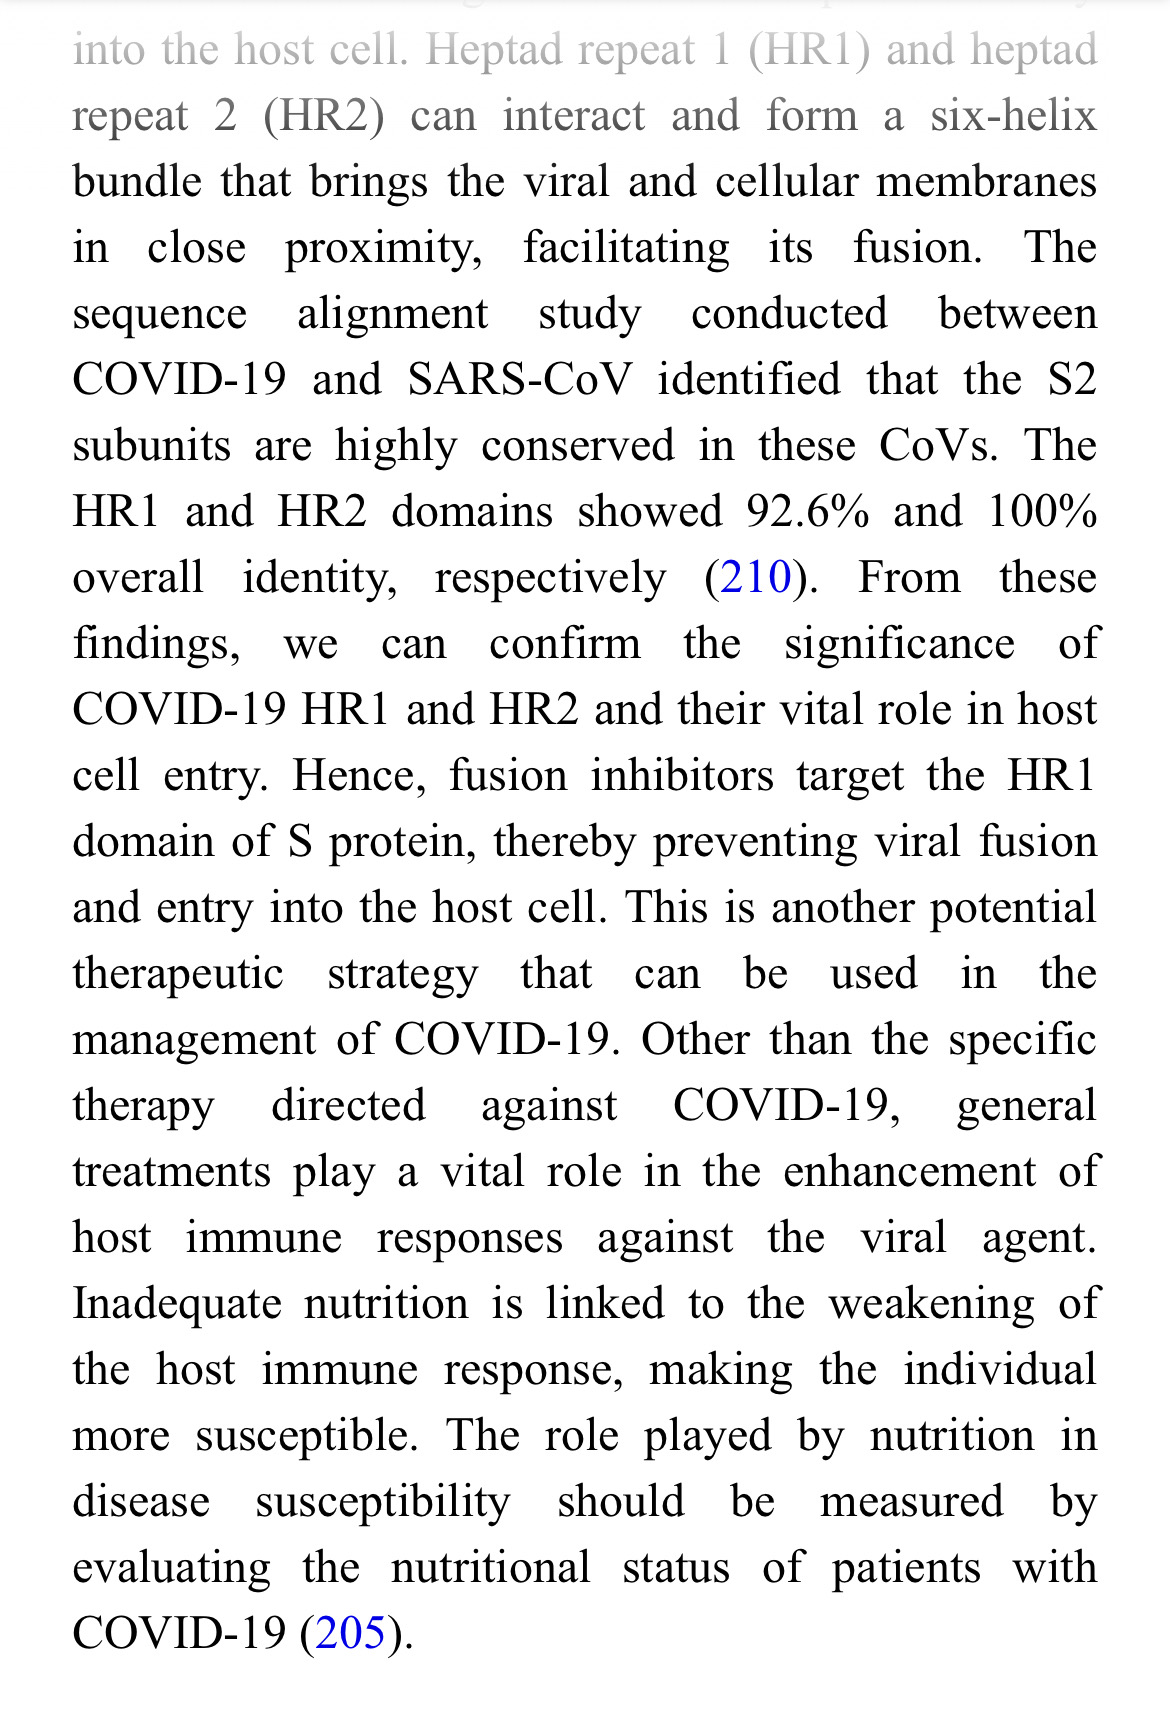 into the host cell. Heptad repeat 1 (HR1) and heptad
repeat 2 (HR2) can interact and form a six-helix
bundle that brings the viral and cellular membranes
in close proximity, facilitating its fusion. The
sequence alignment study conducted between
COVID-19 and SARS-CoV identified that the S2
subunits are highly conserved in these CoVs. The
HR1 and HR2 domains showed 92.6% and 100%
overall identity, respectively (210). From these
findings, we can confirm the significance of
COVID-19 HR1 and HR2 and their vital role in host
cell entry. Hence, fusion inhibitors target the HR1
domain of S protein, thereby preventing viral fusion
and entry into the host cell. This is another potential
therapeutic strategy that can be used in the
management of COVID-19. Other than the specific
therapy directed against COVID-19, general
treatments play a vital role in the enhancement of
host immune responses against the viral agent.
Inadequate nutrition is linked to the weakening of
the host immune response, making the individual
more susceptible. The role played by nutrition in
disease susceptibility should be measured by
evaluating the nutritional status of patients with
COVID-19 (205).